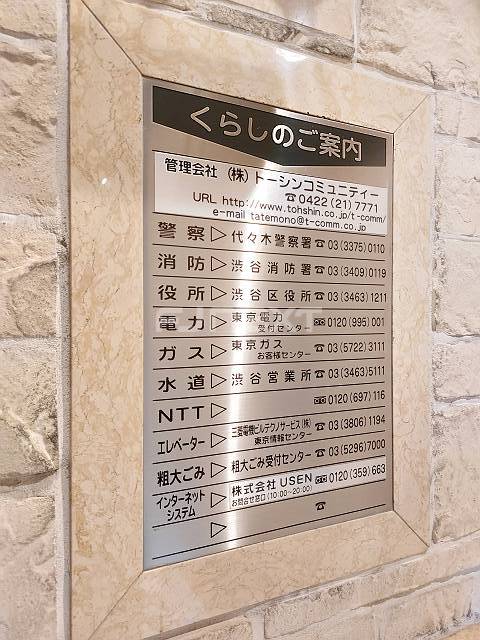 くらしのご案内
管理会社 (株)トーシンコミュニティー
☎0422(21)7771
URL http://www.tohshin.co.jp/t-comm/
e-mail tatemono@t-comm.co.jp
警察▷代々木警察署 ☎ 03(3375)0110
消防▷渋谷消防署 ☎ 03(3409)0119
役所▷渋谷区役所 ☎ 03(3463)1211
電力▷東京電力 受付センター 0120(995)001
ガス▷東京ガス お客様センター ☎ 03(5722)3111
水道▷渋谷営業所 ☎ 03(3463)5111
NTT▷ 0120(697)116
エレベーター▷三菱電機ビルテクノサービス(株) 東京情報センター ☎ 03(3806)1194
粗大ごみ▷粗大ごみ受付センター ☎ 03(5296)7000
インターネットシステム▷株式会社 USEN 0120(359)663
お問合せ窓口(10:00~20:00)
▷ ☎